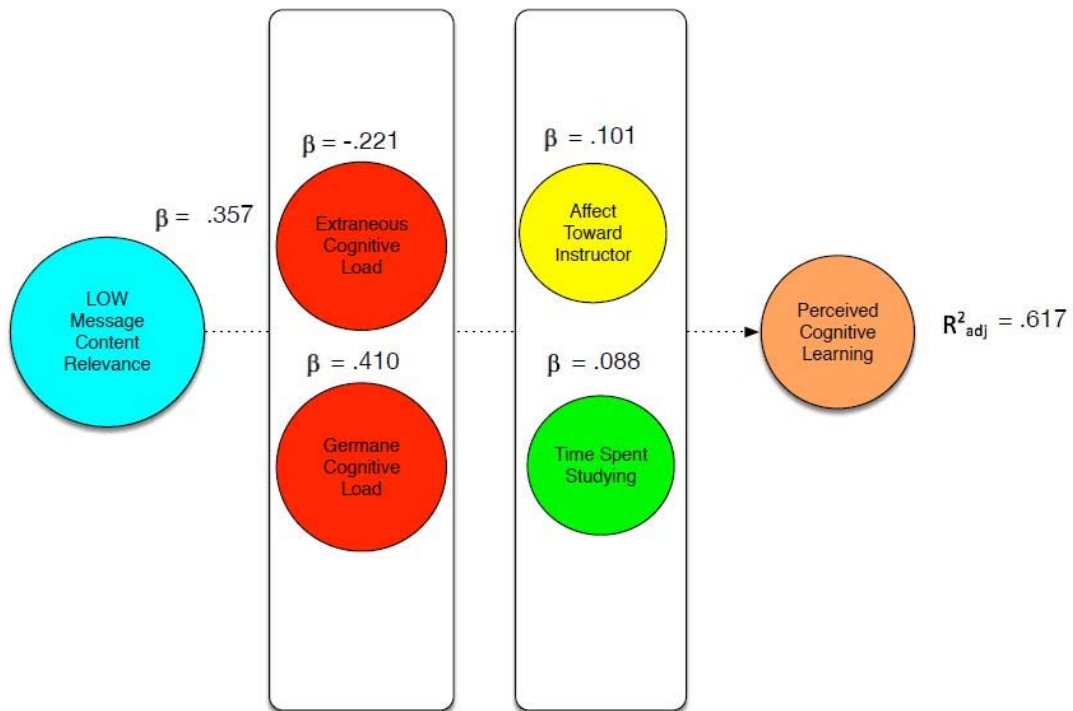 β = .357
LOW
Message
Content
Relevance
β = -.221
Extraneous
Cognitive
Load
β = .410
Germane
Cognitive
Load
β = .101
Affect
Toward
Instructor
β = .088
Time Spent
Studying
Perceived
Cognitive
Learning
R²adj = .617